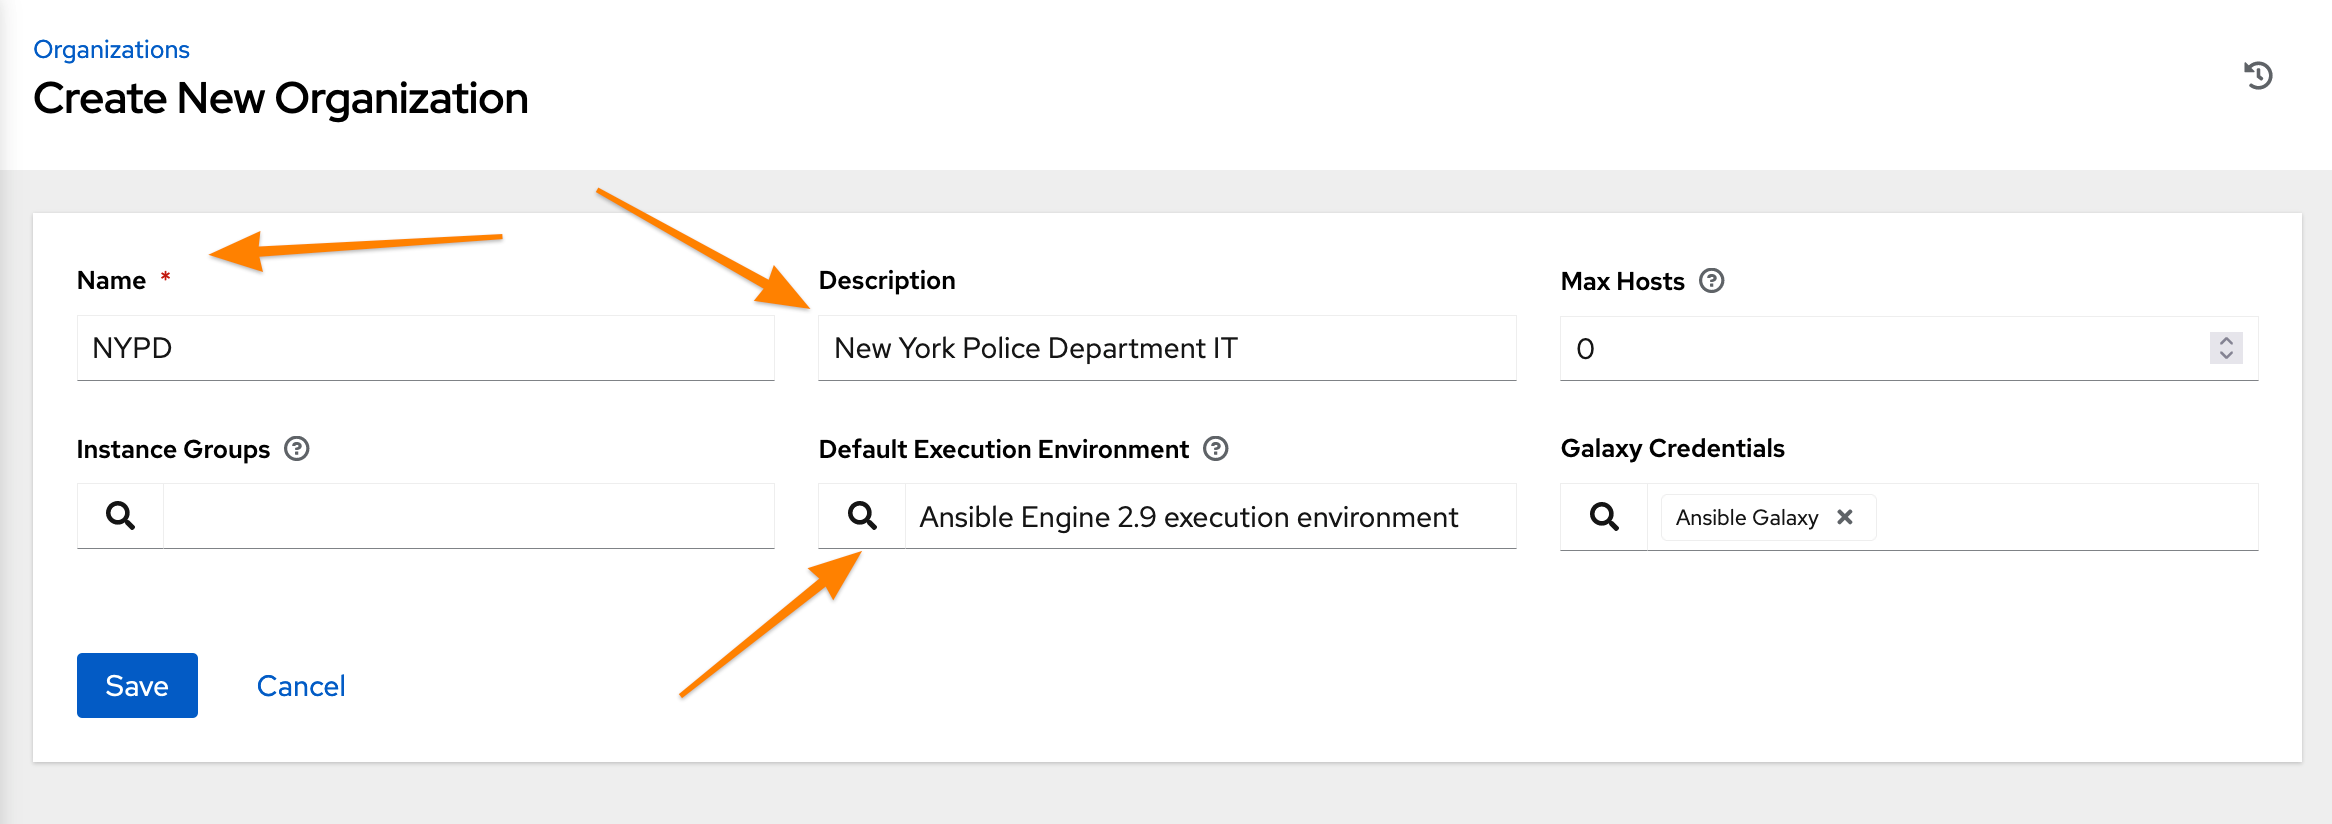 Organizations
Create New Organization
Name *
Description
Max Hosts
NYPD
New York Police Department IT
0
Instance Groups
Default Execution Environment
Galaxy Credentials
Ansible Engine 2.9 execution environment
Ansible Galaxy
Save
Cancel